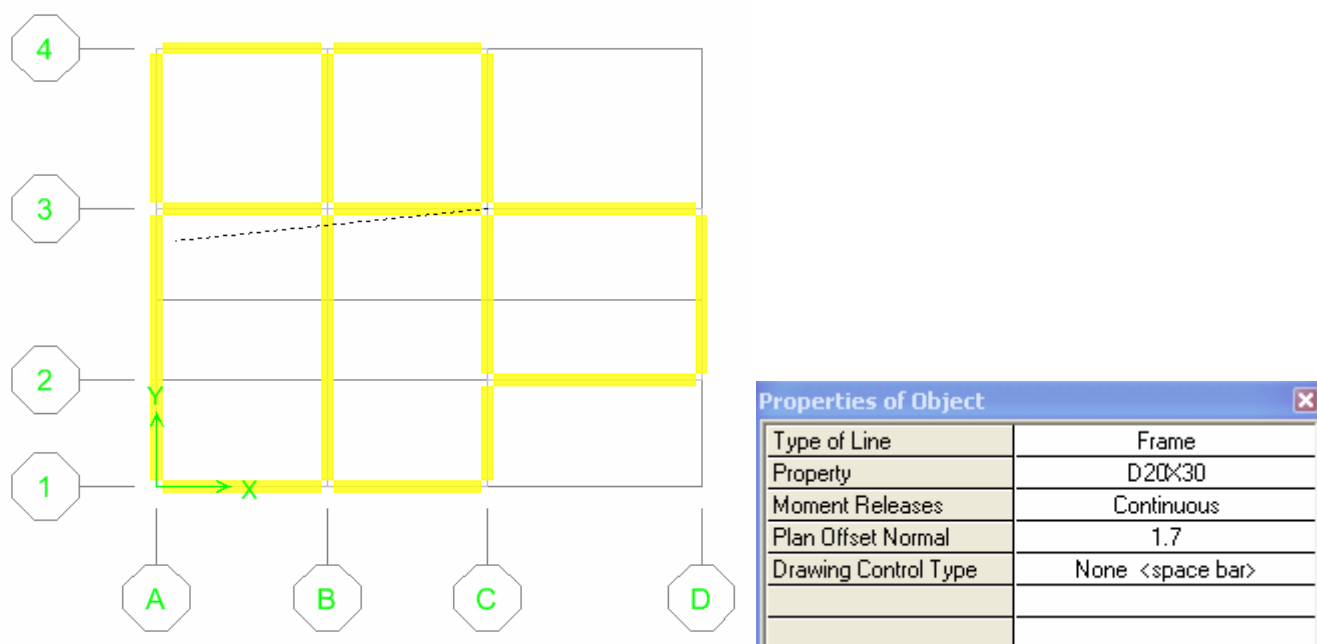 4
3
2
1
Y
X
A B C D
Properties of Object
Type of Line Frame
Property D20X30
Moment Releases Continuous
Plan Offset Normal 1.7
Drawing Control Type None <space bar>